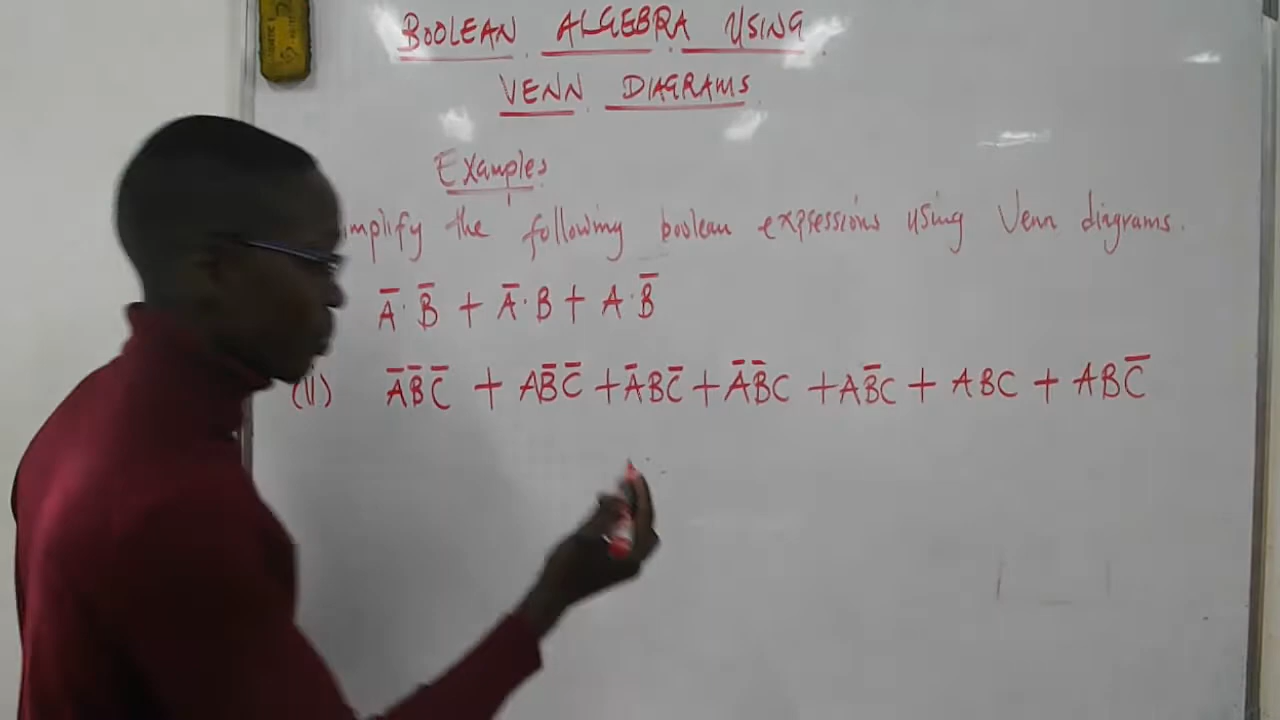 BOOLEAN ALGEBRA USING
VENN DIAGRAMS
Examples
implify the following boolean expressions using Venn diagrams.
A̅·B̅ + A̅·B + A·B̅
(ii) A̅B̅C̅ + AB̅C̅ + A̅BC̅ + A̅B̅C + AB̅C + ABC + ABC̅